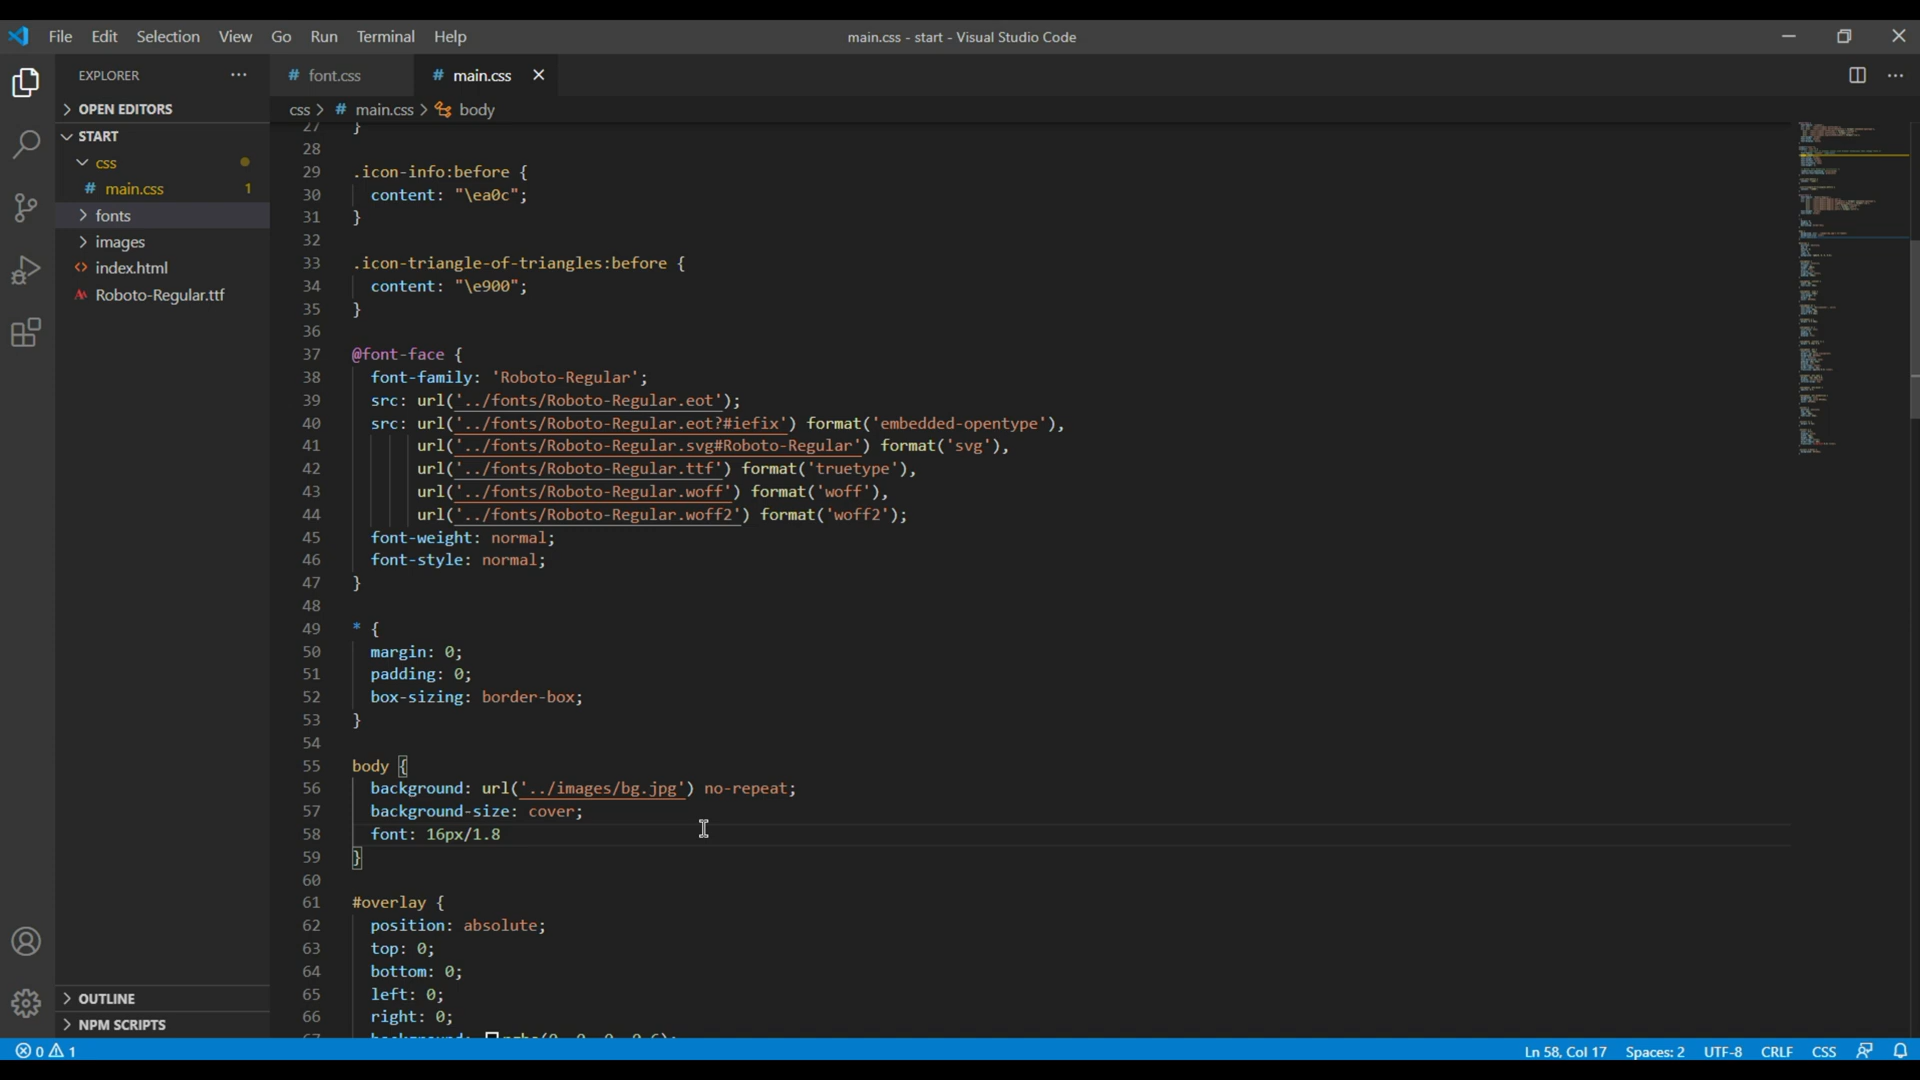 File Edit Selection View Go Run Terminal Help
main.css - start - Visual Studio Code
EXPLORER
OPEN EDITORS
START
css
# main.css 1
fonts
images
index.html
Roboto-Regular.ttf
OUTLINE
NPM SCRIPTS
# font.css
# main.css
css > # main.css > body
27 }
28
29 .icon-info:before {
30 content: "\ea0c";
31 }
32
33 .icon-triangle-of-triangles:before {
34 content: "\e900";
35 }
36
37 @font-face {
38 font-family: 'Roboto-Regular';
39 src: url('../fonts/Roboto-Regular.eot');
40 src: url('../fonts/Roboto-Regular.eot?#iefix') format('embedded-opentype'),
41 url('../fonts/Roboto-Regular.svg#Roboto-Regular') format('svg'),
42 url('../fonts/Roboto-Regular.ttf') format('truetype'),
43 url('../fonts/Roboto-Regular.woff') format('woff'),
44 url('../fonts/Roboto-Regular.woff2') format('woff2');
45 font-weight: normal;
46 font-style: normal;
47 }
48
49 * {
50 margin: 0;
51 padding: 0;
52 box-sizing: border-box;
53 }
54
55 body {
56 background: url('../images/bg.jpg') no-repeat;
57 background-size: cover;
58 font: 16px/1.8
59 }
60
61 #overlay {
62 position: absolute;
63 top: 0;
64 bottom: 0;
65 left: 0;
66 right: 0;
0 1
Ln 58, Col 17 Spaces: 2 UTF-8 CRLF CSS